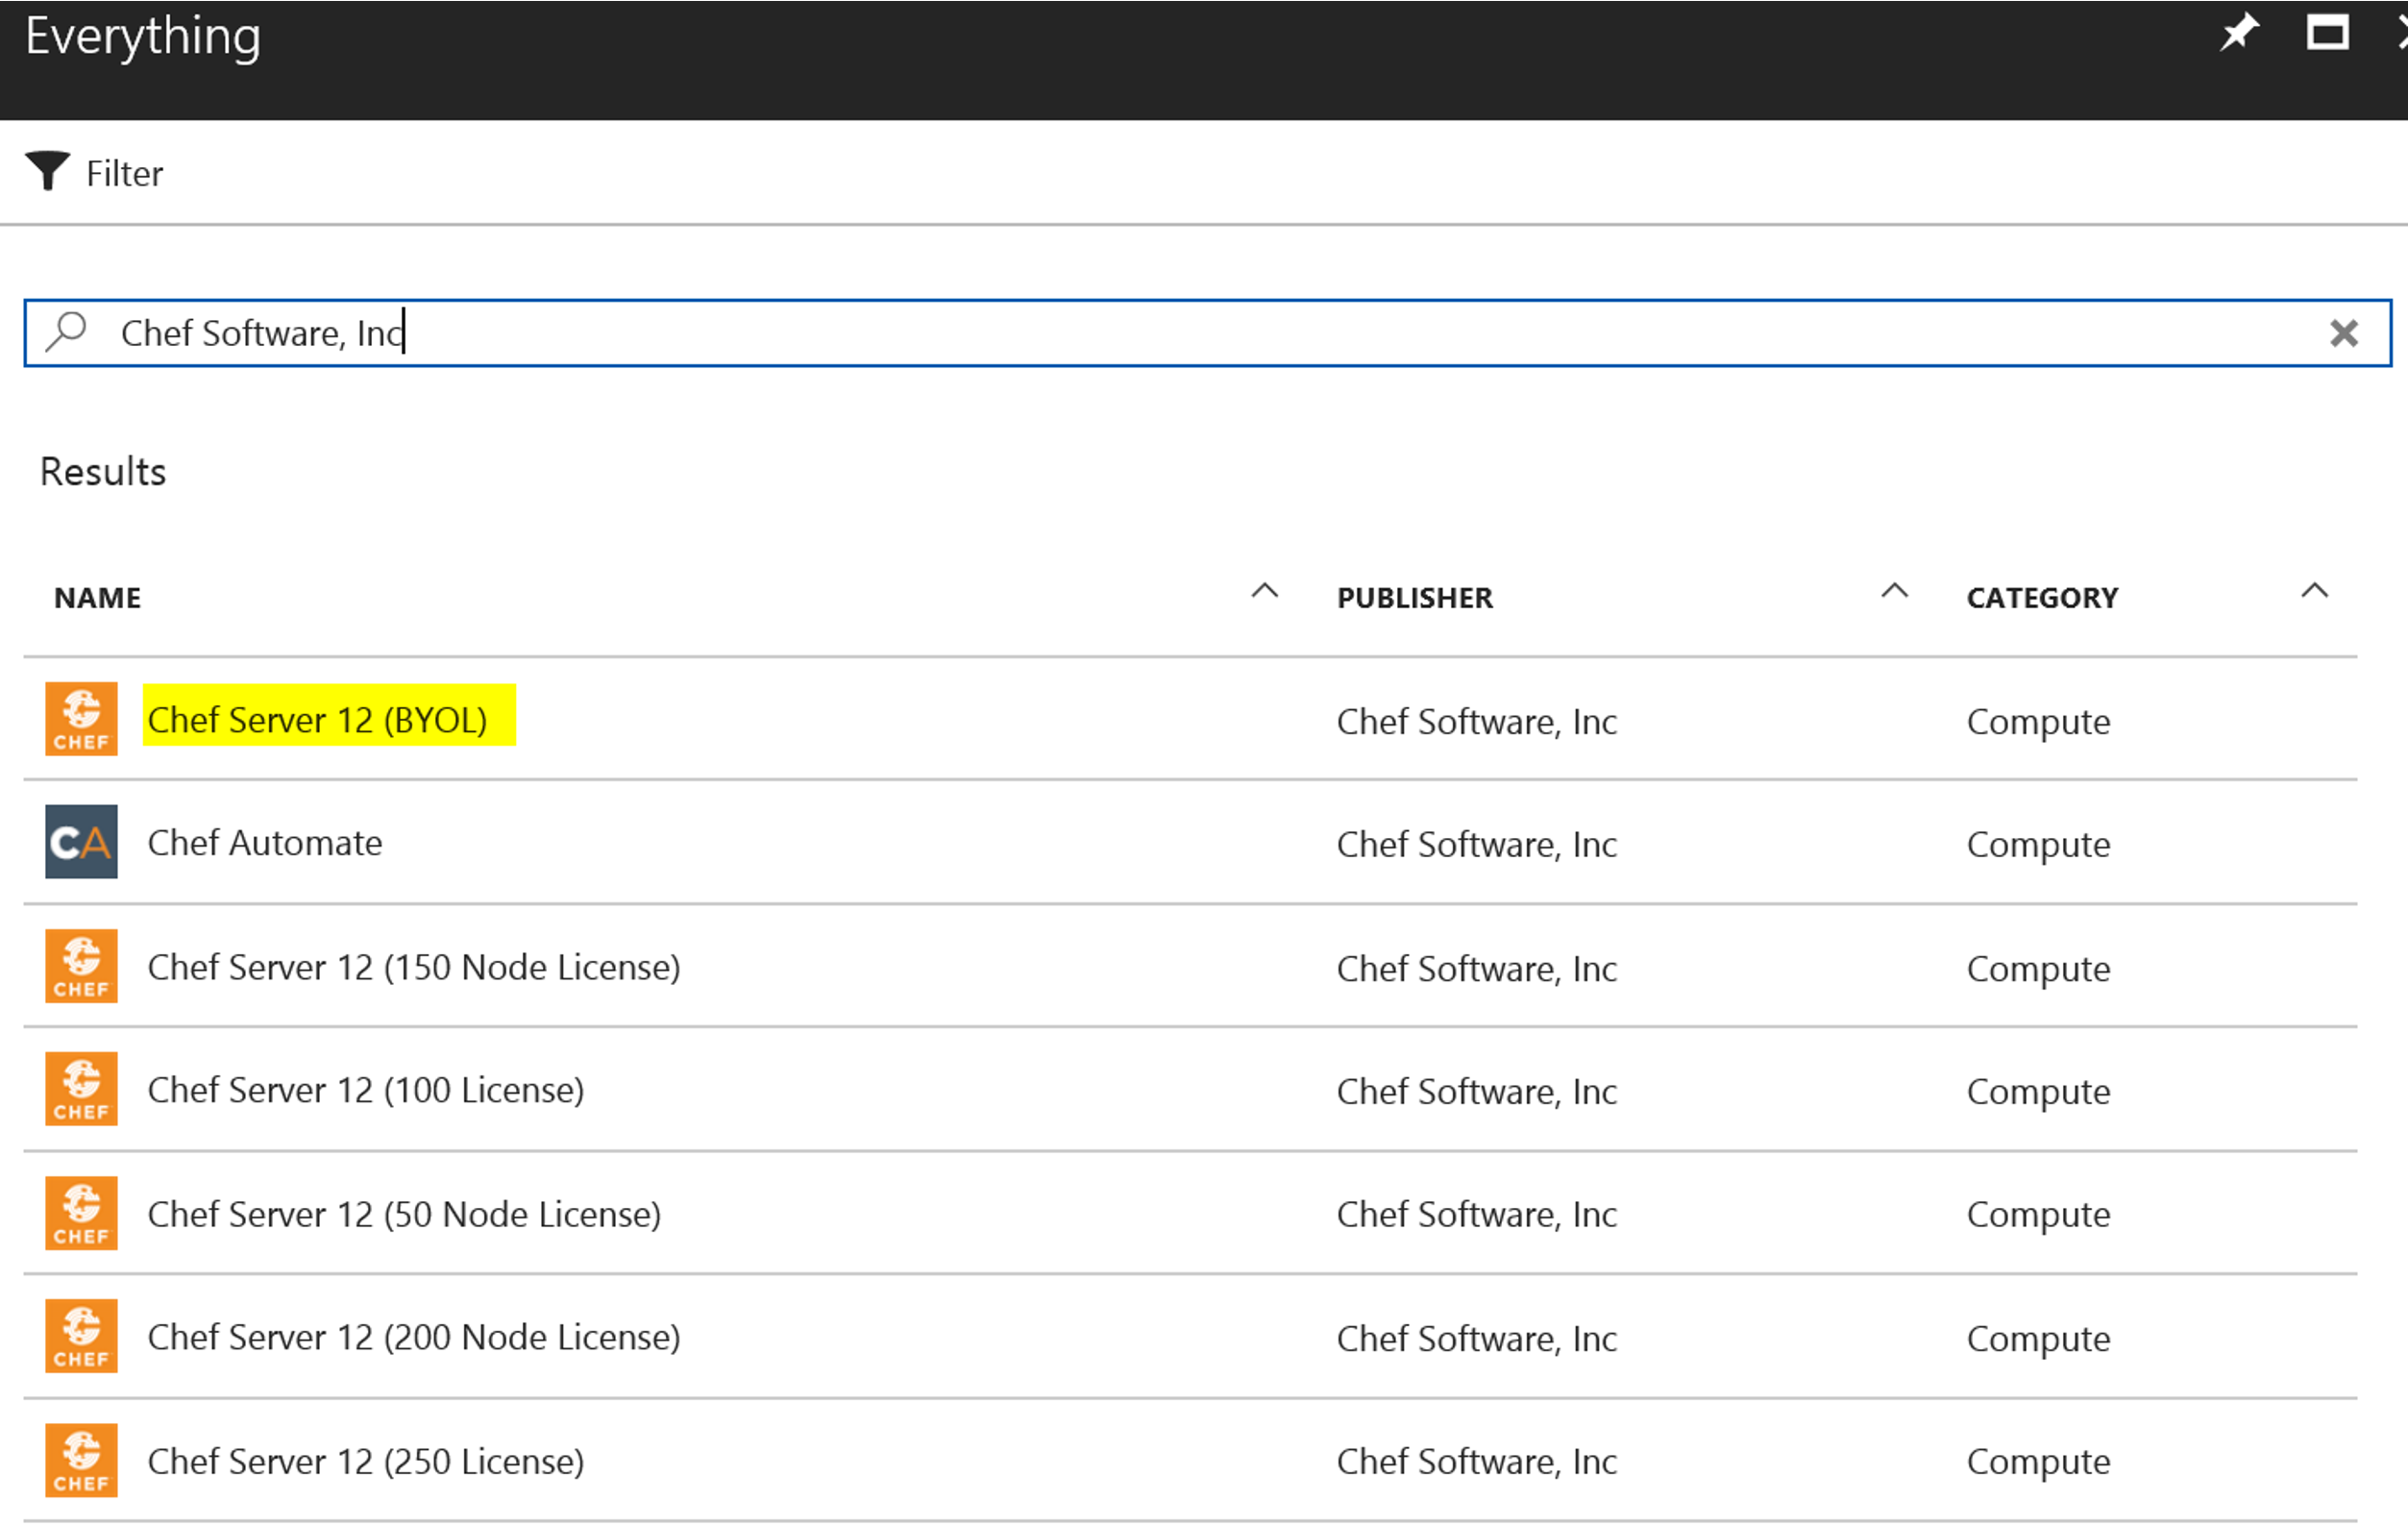 Everything
Filter
Chef Software, Inc
Results
NAME PUBLISHER CATEGORY
CHEF Chef Server 12 (BYOL) Chef Software, Inc Compute
CA Chef Automate Chef Software, Inc Compute
CHEF Chef Server 12 (150 Node License) Chef Software, Inc Compute
CHEF Chef Server 12 (100 License) Chef Software, Inc Compute
CHEF Chef Server 12 (50 Node License) Chef Software, Inc Compute
CHEF Chef Server 12 (200 Node License) Chef Software, Inc Compute
CHEF Chef Server 12 (250 License) Chef Software, Inc Compute